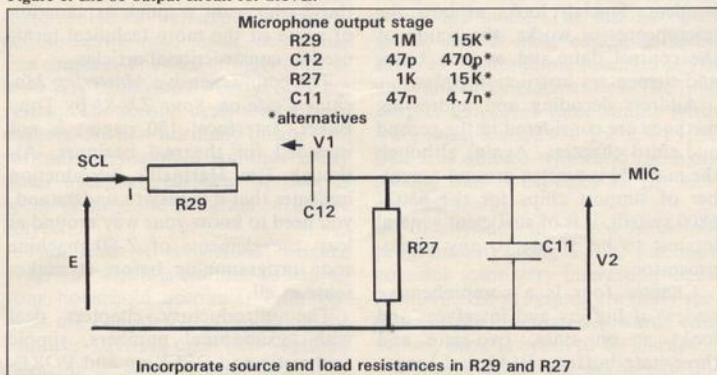 Microphone output stage
R29 1M 15K*
C12 47p 470p*
R27 1K 15K*
C11 47n 4.7n*
*alternatives
V1
SCL
MIC
I
R29
C12
R27
C11
V2
E
Incorporate source and load resistances in R29 and R27